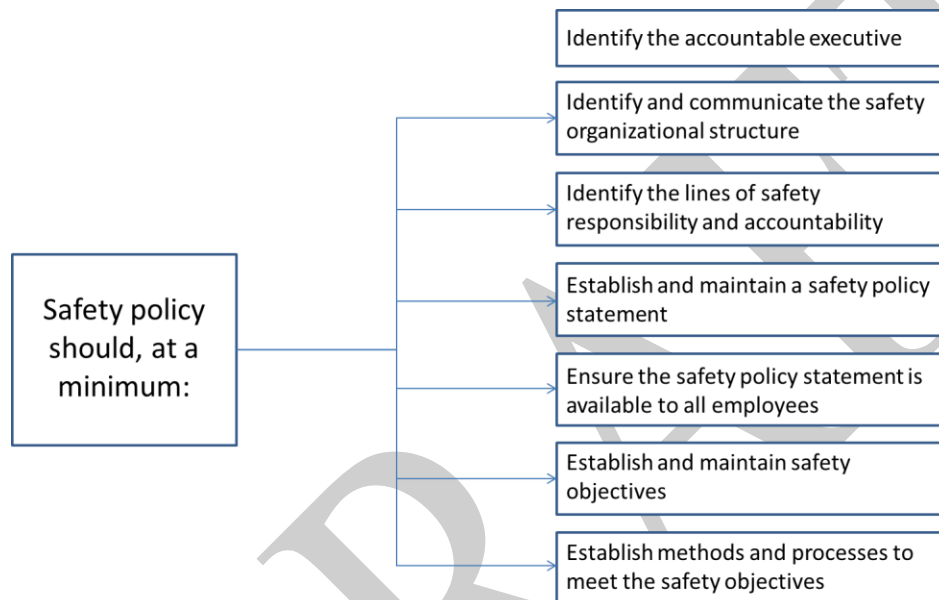 Identify the accountable executive
Identify and communicate the safety
organizational structure
Identify the lines of safety
responsibility and accountability
Safety policy
should, at a
minimum:
Establish and maintain a safety policy
statement
Ensure the safety policy statement is
available to all employees
Establish and maintain safety
objectives
Establish methods and processes to
meet the safety objectives